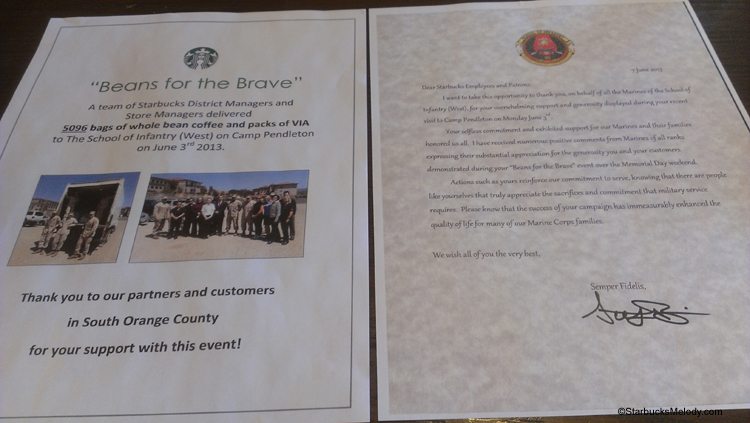 "Beans for the Brave"
A team of Starbucks District Managers and
Store Managers delivered
5096 bags of whole bean coffee and packs of VIA
to The School of Infantry (West) on Camp Pendleton
on June 3rd 2013.
Thank you to our partners and customers
in South Orange County
for your support with this event!
7 June 2013
Dear Starbucks Employees and Patrons:
I want to take this opportunity to thank you, on behalf of all the Marines of the School of
Infantry (West), for your overwhelming support and generosity displayed during your recent
visit to Camp Pendleton on Monday June 3rd.
Your selfless commitment and exhibited support for our Marines and their families
honored us all. I have received numerous positive comments from Marines of all ranks
expressing their substantial appreciation for the generosity you and your customers
demonstrated during your "Beans for the Brave" event over the Memorial Day weekend.
Actions such as yours reinforce our commitment to serve, knowing that there are people
like yourselves that truly appreciate the sacrifices and commitment that military service
requires. Please know that the success of your campaign has immeasurably enhanced the
quality of life for many of our Marine Corps families.
We wish all of you the very best,
Semper Fidelis,
©StarbucksMelody.com